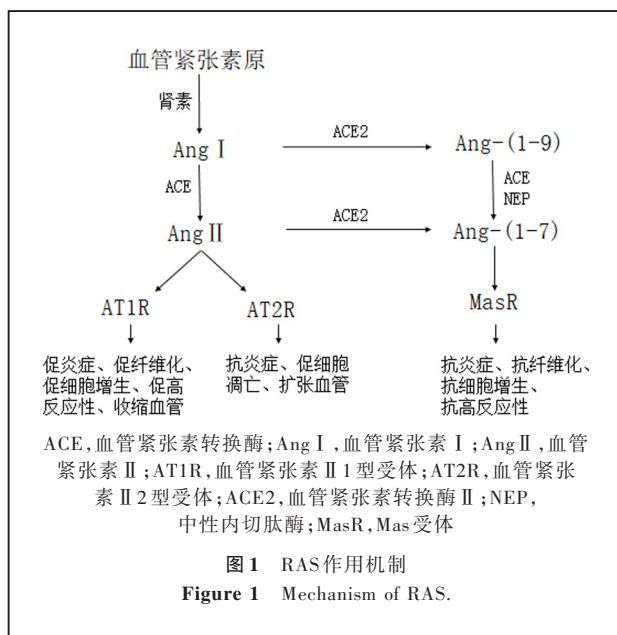 血管紧张素原
肾素
AngⅠ
ACE2
Ang-(1-9)
ACE
ACE
NEP
AngⅡ
ACE2
Ang-(1-7)
AT1R
AT2R
MasR
促炎症、促纤维化、
促细胞增生、促高
反应性、收缩血管
抗炎症、促细胞
凋亡、扩张血管
抗炎症、抗纤维化、
抗细胞增生、
抗高反应性
ACE,血管紧张素转换酶;AngⅠ,血管紧张素Ⅰ;AngⅡ,血管
紧张素Ⅱ;AT1R,血管紧张素Ⅱ1型受体;AT2R,血管紧张
素Ⅱ2型受体;ACE2,血管紧张素转换酶Ⅱ;NEP,
中性内切肽酶;MasR,Mas受体
图1 RAS作用机制
Figure 1 Mechanism of RAS.